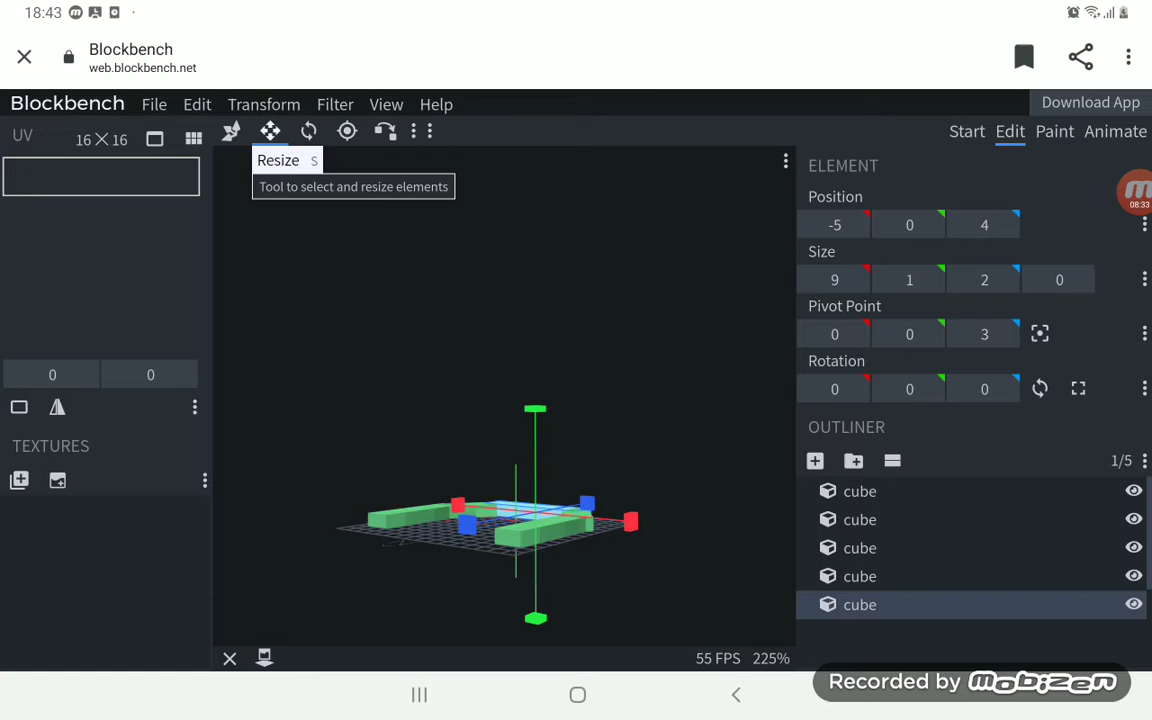 18:43
Blockbench
web.blockbench.net
Blockbench File Edit Transform Filter View Help
Download App
UV 16×16
Start Edit Paint Animate
Resize S
Tool to select and resize elements
ELEMENT
Position
-5 0 4
08:33
Size
9 1 2 0
Pivot Point
0 0 3
Rotation
0 0 0
0 0
TEXTURES
OUTLINER
1/5
cube
cube
cube
cube
cube
55 FPS 225%
Recorded by mobizen